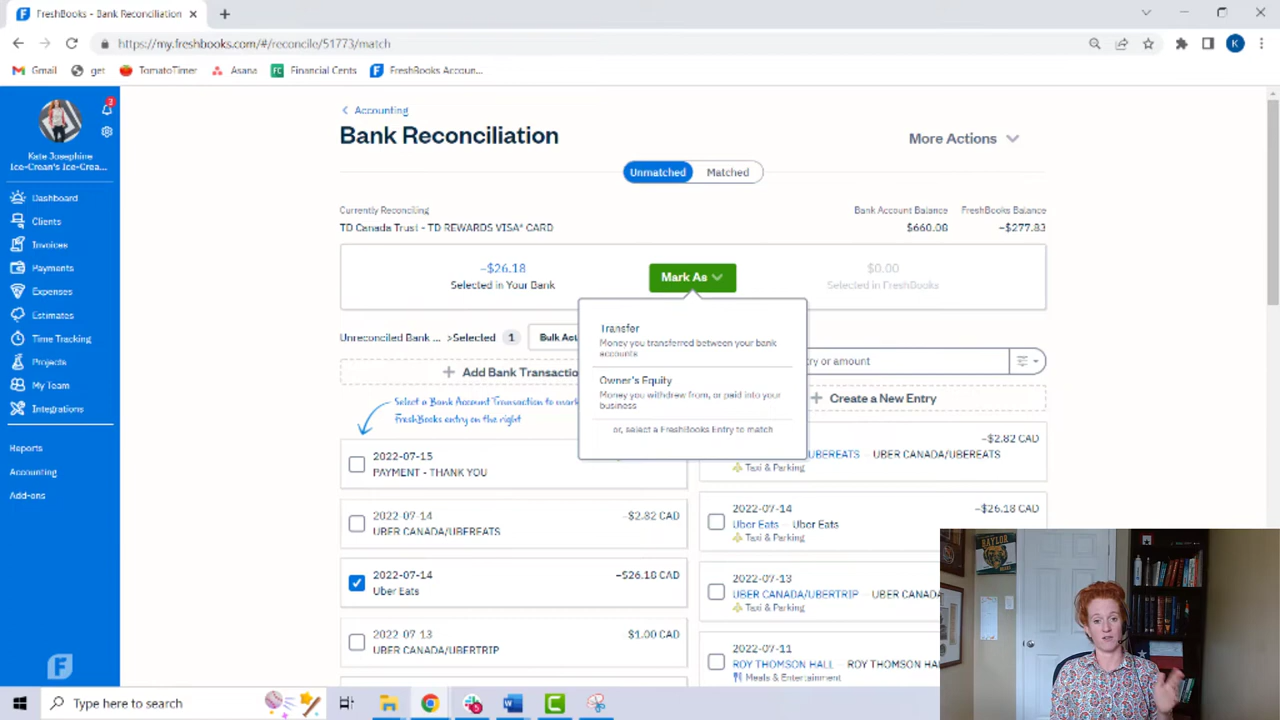 FreshBooks - Bank Reconciliation
https://my.freshbooks.com/#/reconcile/51773/match
K
Gmail
get
TomatoTimer
Asana
Financial Cents
FreshBooks Accoun...
Kate Josephine
Ice-Crean's Ice-Crea...
Dashboard
Clients
Invoices
Payments
Expenses
Estimates
Time Tracking
Projects
My Team
Integrations
Reports
Accounting
Add-ons
Accounting
Bank Reconciliation
More Actions
Unmatched
Matched
Currently Reconciling
Bank Account Balance
FreshBooks Balance
TD Canada Trust - TD REWARDS VISA* CARD
$660.08
–$277.83
–$26.18
Selected in Your Bank
Mark As
$0.00
Selected in FreshBooks
Transfer
Money you transferred between your bank
accounts
Owner's Equity
Money you withdrew from, or paid into your
business
or, select a FreshBooks Entry to match
Unreconciled Bank ... >Selected 1
Bulk Act
Add Bank Transactio
Select a Bank Account Transaction to mark
FreshBooks entry on the right
2022-07-15
PAYMENT - THANK YOU
2022-07-14
–$2.82 CAD
UBER CANADA/UBEREATS
2022-07-14
–$26.18 CAD
Uber Eats
2022-07-13
$1.00 CAD
UBER CANADA/UBERTRIP
ry or amount
Create a New Entry
–$2.82 CAD
UBEREATS – UBER CANADA/UBEREATS
Taxi & Parking
2022-07-14
–$26.18 CAD
Uber Eats – Uber Eats
Taxi & Parking
2022-07-13
UBER CANADA/UBERTRIP – UBER CANADA
Taxi & Parking
2022-07-11
ROY THOMSON HALL – ROY THOMSON HAL
Meals & Entertainment
Type here to search
BAYLOR